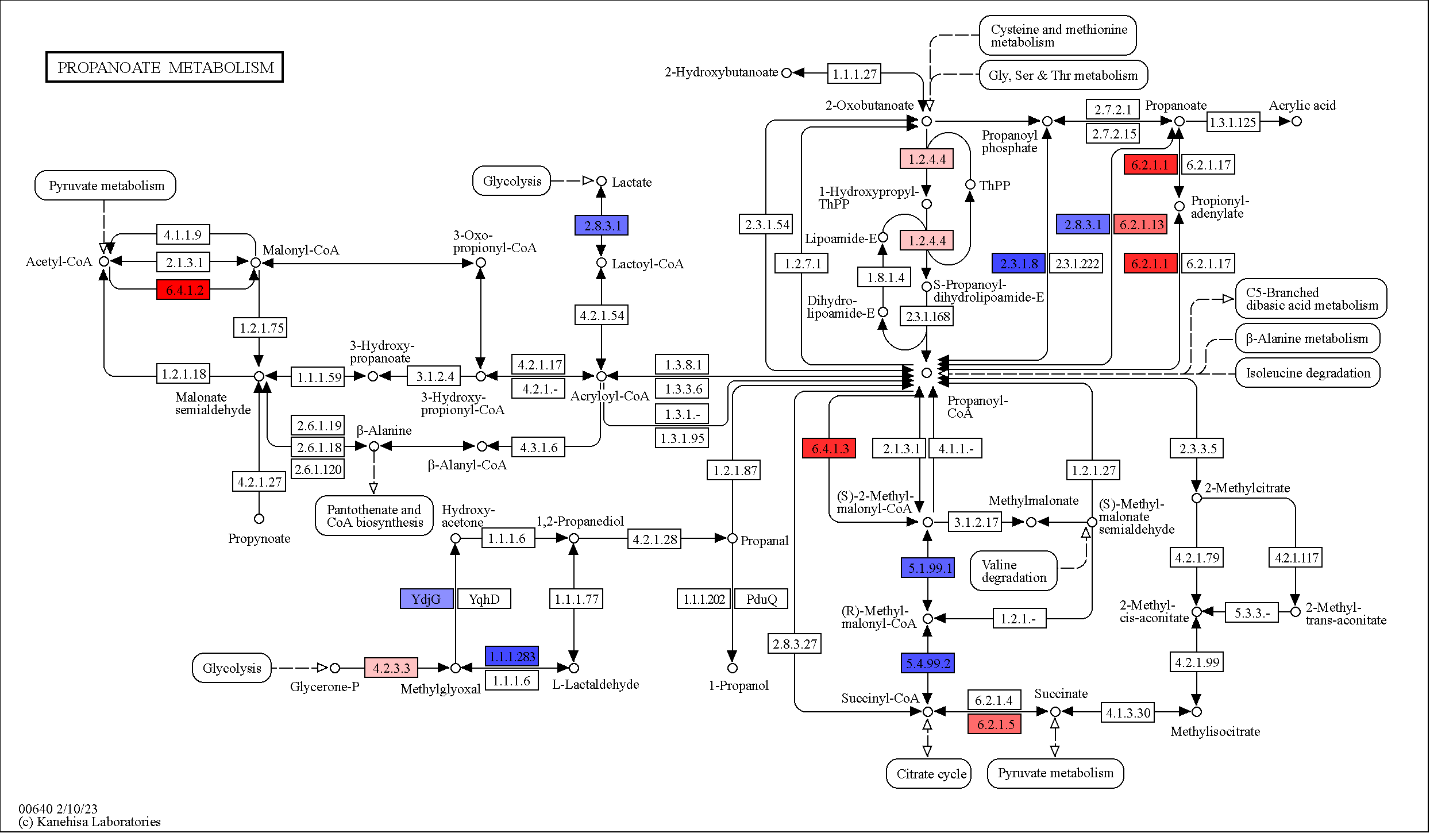 PROPANOATE METABOLISM
Cysteine and methionine
metabolism
Gly, Ser & Thr metabolism
2-Hydroxybutanoate
1.1.1.27
2-Oxobutanoate
Propanoyl
phosphate
2.7.2.1
2.7.2.15
Propanoate
1.3.1.125
Acrylic acid
1.2.4.4
ThPP
1-Hydroxypropyl-
ThPP
6.2.1.1
6.2.1.17
Propionyl-
adenylate
2.3.1.54
1.2.7.1
Lipoamide-E
1.2.4.4
1.8.1.4
Dihydro-
lipoamide-E
S-Propanoyl-
dihydrolipoamide-E
2.3.1.168
2.3.1.8
2.3.1.222
2.8.3.1
6.2.1.13
6.2.1.1
6.2.1.17
C5-Branched
dibasic acid metabolism
β-Alanine metabolism
Isoleucine degradation
Pyruvate metabolism
Glycolysis
Lactate
2.8.3.1
Lactoyl-CoA
4.2.1.54
4.1.1.9
Malonyl-CoA
Acetyl-CoA
2.1.3.1
6.4.1.2
3-Oxo-
propionyl-CoA
1.2.1.75
1.2.1.18
Malonate
semialdehyde
1.1.1.59
3-Hydroxy-
propanoate
3.1.2.4
3-Hydroxy-
propionyl-CoA
4.2.1.17
4.2.1.-
Acryloyl-CoA
1.3.8.1
1.3.3.6
1.3.1.-
1.3.1.95
Propanoyl-
CoA
2.6.1.19
2.6.1.18
2.6.1.120
β-Alanine
β-Alanyl-CoA
4.3.1.6
4.2.1.27
Propynoate
Pantothenate and
CoA biosynthesis
Hydroxy-
acetone
1.1.1.6
1,2-Propanediol
4.2.1.28
Propanal
1.2.1.87
YdjG
YqhD
1.1.1.77
1.1.1.202
PduQ
Glycolysis
Glycerone-P
4.2.3.3
Methylglyoxal
1.1.1.283
1.1.1.6
L-Lactaldehyde
1-Propanol
6.4.1.3
2.1.3.1
4.1.1.-
1.2.1.27
2.3.3.5
(S)-2-Methyl-
malonyl-CoA
3.1.2.17
Methylmalonate
(S)-Methyl-
malonate
semialdehyde
Valine
degradation
5.1.99.1
(R)-Methyl-
malonyl-CoA
1.2.1.-
2.8.3.27
5.4.99.2
Succinyl-CoA
6.2.1.4
6.2.1.5
Succinate
4.1.3.30
Methylisocitrate
2-Methylcitrate
4.2.1.79
4.2.1.117
2-Methyl-
cis-aconitate
5.3.3.-
2-Methyl-
trans-aconitate
4.2.1.99
Citrate cycle
Pyruvate metabolism
00640 2/10/23
(c) Kanehisa Laboratories